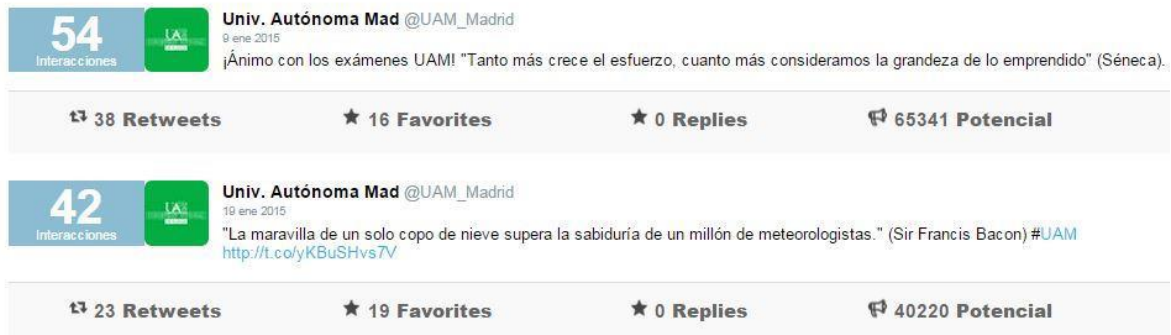 54
Interacciones
UA
Univ. Autónoma Mad @UAM_Madrid
9 ene 2015
¡Ánimo con los exámenes UAM! "Tanto más crece el esfuerzo, cuanto más consideramos la grandeza de lo emprendido" (Séneca).
38 Retweets 16 Favorites 0 Replies 65341 Potencial
42
Interacciones
UA
Univ. Autónoma Mad @UAM_Madrid
19 ene 2015
"La maravilla de un solo copo de nieve supera la sabiduría de un millón de meteorologistas." (Sir Francis Bacon) #UAM
http://t.co/yKBuSHvs7V
23 Retweets 19 Favorites 0 Replies 40220 Potencial